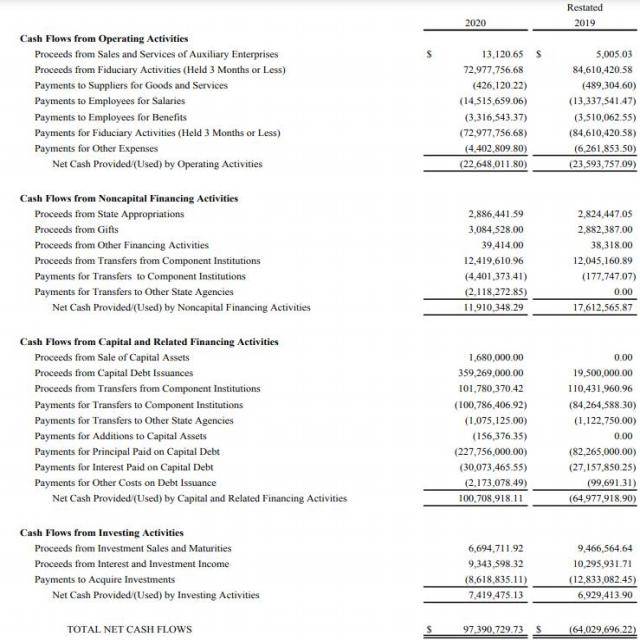 Restated
2020 2019
Cash Flows from Operating Activities
Proceeds from Sales and Services of Auxiliary Enterprises $ 13,120.65 $ 5,005.03
Proceeds from Fiduciary Activities (Held 3 Months or Less) 72,977,756.68 84,610,420.58
Payments to Suppliers for Goods and Services (426,120.22) (489,304.60)
Payments to Employees for Salaries (14,515,659.06) (13,337,541.47)
Payments to Employees for Benefits (3,316,543.37) (3,510,062.55)
Payments for Fiduciary Activities (Held 3 Months or Less) (72,977,756.68) (84,610,420.58)
Payments for Other Expenses (4,402,809.80) (6,261,853.50)
Net Cash Provided/(Used) by Operating Activities (22,648,011.80) (23,593,757.09)
Cash Flows from Noncapital Financing Activities
Proceeds from State Appropriations 2,886,441.59 2,824,447.05
Proceeds from Gifts 3,084,528.00 2,882,387.00
Proceeds from Other Financing Activities 39,414.00 38,318.00
Proceeds from Transfers from Component Institutions 12,419,610.96 12,045,160.89
Payments for Transfers to Component Institutions (4,401,373.41) (177,747.07)
Payments for Transfers to Other State Agencies (2,118,272.85) 0.00
Net Cash Provided/(Used) by Noncapital Financing Activities 11,910,348.29 17,612,565.87
Cash Flows from Capital and Related Financing Activities
Proceeds from Sale of Capital Assets 1,680,000.00 0.00
Proceeds from Capital Debt Issuances 359,269,000.00 19,500,000.00
Proceeds from Transfers from Component Institutions 101,780,370.42 110,431,960.96
Payments for Transfers to Component Institutions (100,786,406.92) (84,264,588.30)
Payments for Transfers to Other State Agencies (1,075,125.00) (1,122,750.00)
Payments for Additions to Capital Assets (156,376.35) 0.00
Payments for Principal Paid on Capital Debt (227,756,000.00) (82,265,000.00)
Payments for Interest Paid on Capital Debt (30,073,465.55) (27,157,850.25)
Payments for Other Costs on Debt Issuance (2,173,078.49) (99,691.31)
Net Cash Provided/(Used) by Capital and Related Financing Activities 100,708,918.11 (64,977,918.90)
Cash Flows from Investing Activities
Proceeds from Investment Sales and Maturities 6,694,711.92 9,466,564.64
Proceeds from Interest and Investment Income 9,343,598.32 10,295,931.71
Payments to Acquire Investments (8,618,835.11) (12,833,082.45)
Net Cash Provided/(Used) by Investing Activities 7,419,475.13 6,929,413.90
TOTAL NET CASH FLOWS $ 97,390,729.73 $ (64,029,696.22)